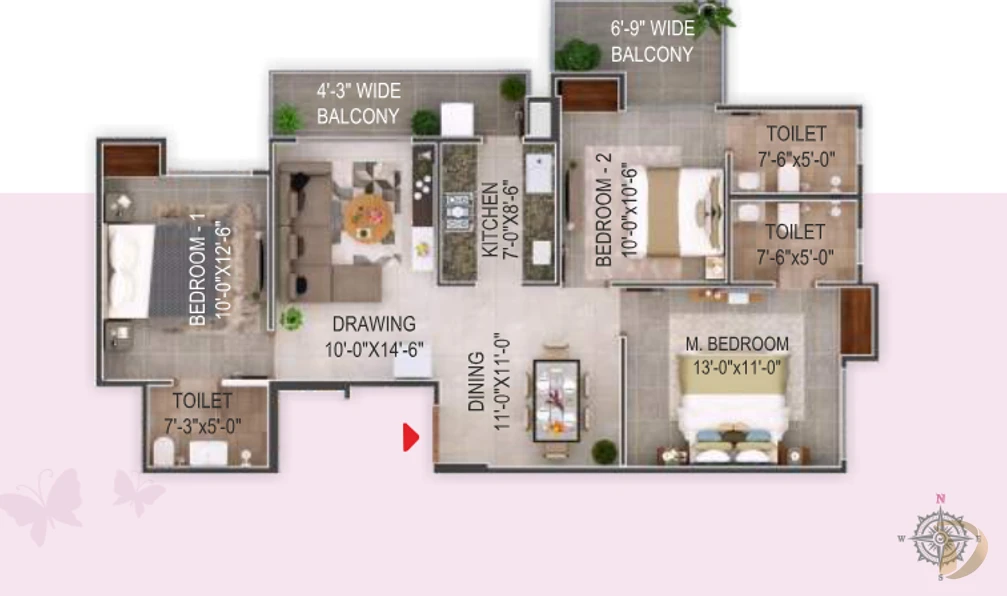 6'-9" WIDE
BALCONY
4'-3" WIDE
BALCONY
TOILET
7'-6"x5'-0"
BEDROOM - 2
10'-0"x10'-6"
KITCHEN
7'-0"X8'-6"
BEDROOM - 1
10'-0"X12'-6"
TOILET
7'-6"x5'-0"
DRAWING
10'-0"X14'-6"
M. BEDROOM
13'-0"x11'-0"
DINING
11'-0"X11'-0"
TOILET
7'-3"x5'-0"
N
W
E
S